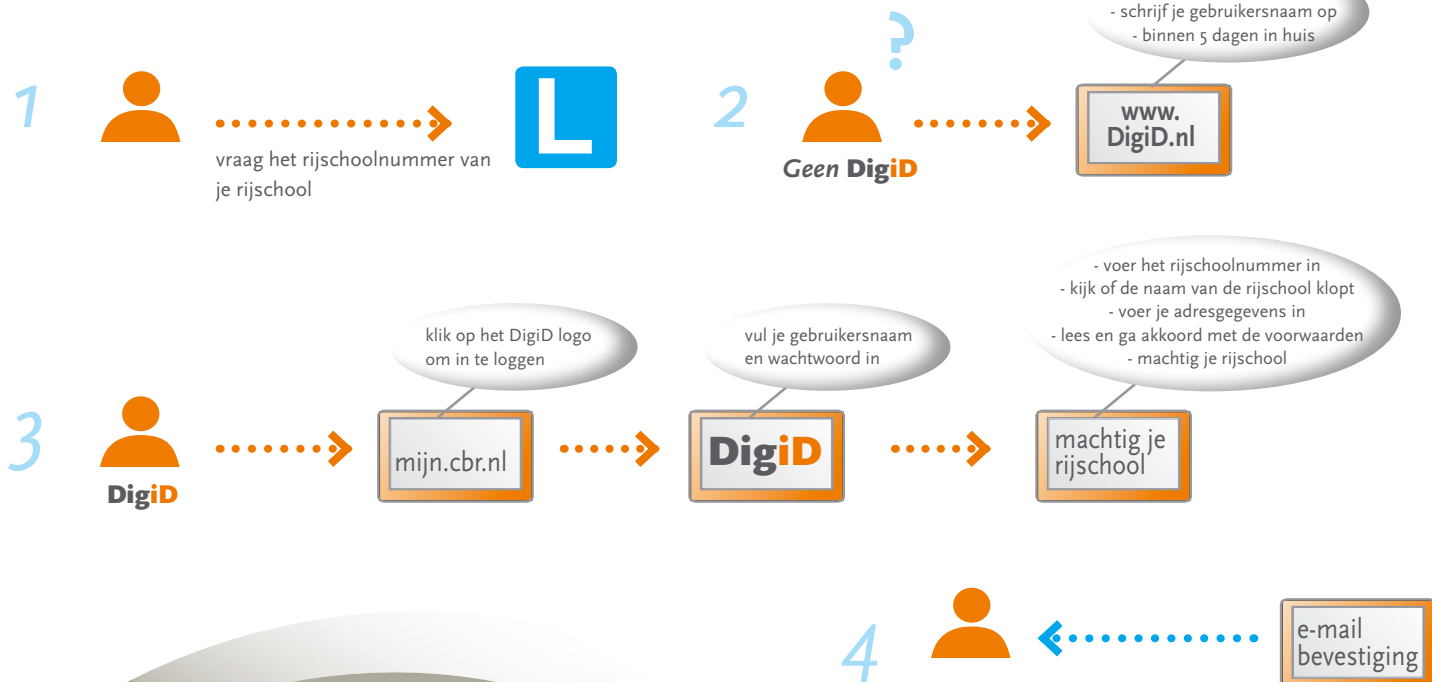 1
vraag het rijschoolnummer van
je rijschool
L
2
?
Geen DigiD
- schrijf je gebruikersnaam op
- binnen 5 dagen in huis
www.
DigiD.nl
3
DigiD
klik op het DigiD logo
om in te loggen
mijn.cbr.nl
vul je gebruikersnaam
en wachtwoord in
DigiD
- voer het rijschoolnummer in
- kijk of de naam van de rijschool klopt
- voer je adresgegevens in
- lees en ga akkoord met de voorwaarden
- machtig je rijschool
machtig je
rijschool
4
e-mail
bevestiging